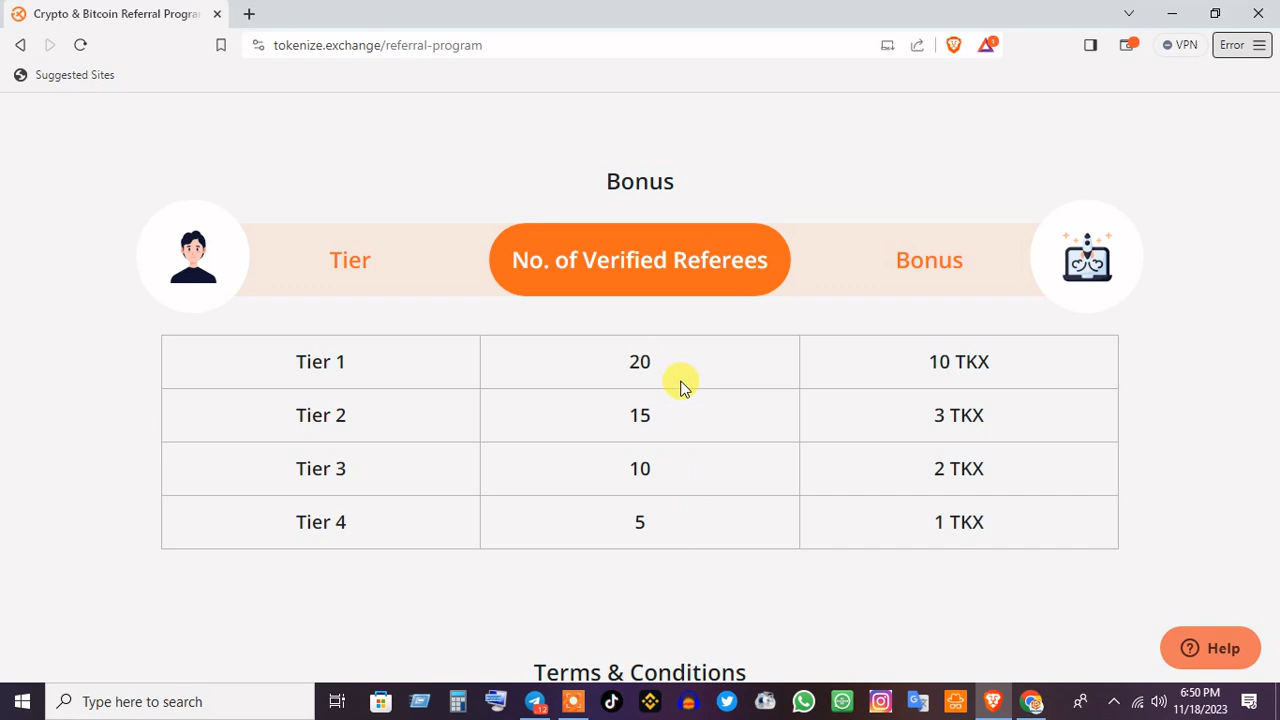 Crypto & Bitcoin Referral Progra
tokenize.exchange/referral-program
3
VPN
Error
Suggested Sites
Bonus
Tier
No. of Verified Referees
Bonus
Tier 1 20 10 TKX
Tier 2 15 3 TKX
Tier 3 10 2 TKX
Tier 4 5 1 TKX
Help
Terms & Conditions
Type here to search
12
6:50 PM
11/18/2023